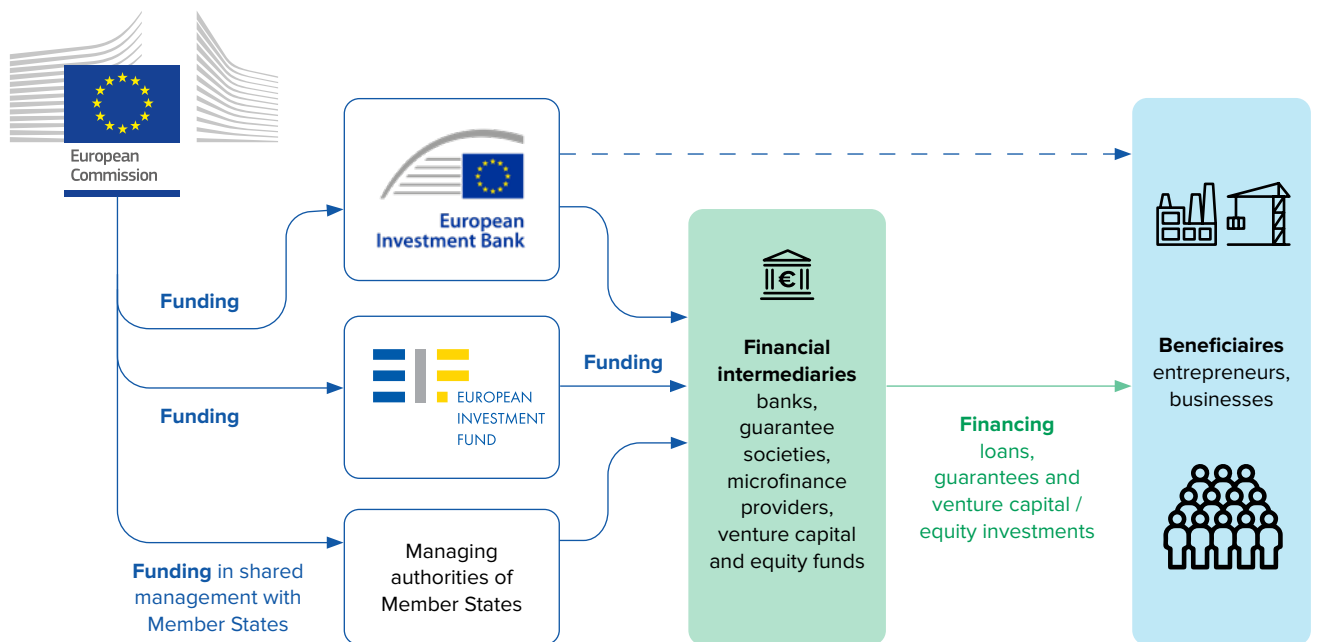 European
Commission
European
Investment Bank
Funding
EUROPEAN
INVESTMENT
FUND
Funding
Funding
Managing
authorities of
Member States
Funding in shared
management with
Member States
€
Financial
intermediaries
banks,
guarantee
societies,
microfinance
providers,
venture capital
and equity funds
Financing
loans,
guarantees and
venture capital /
equity investments
Beneficiaires
entrepreneurs,
businesses